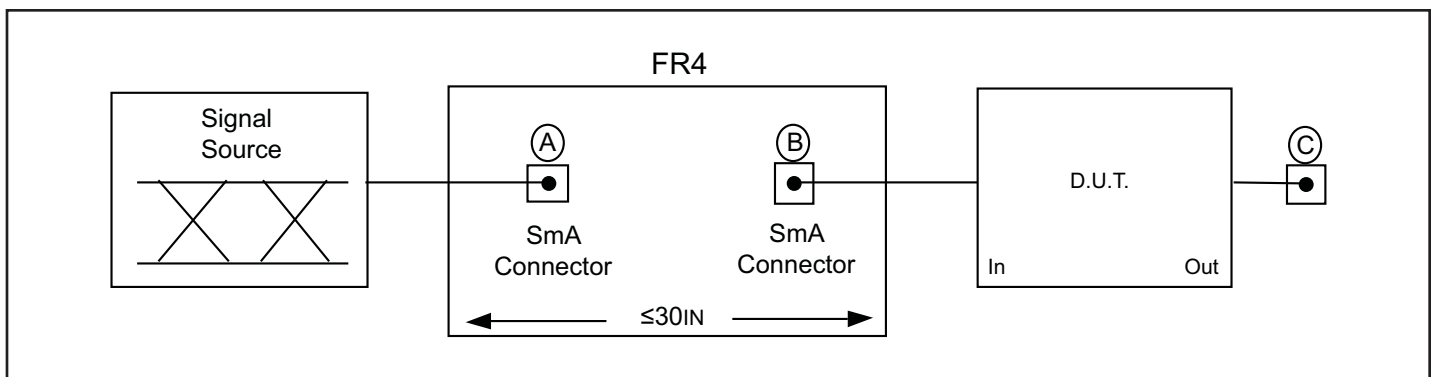 FR4
Signal
Source
A
SmA
Connector
B
SmA
Connector
≤30IN
D.U.T.
In
Out
C